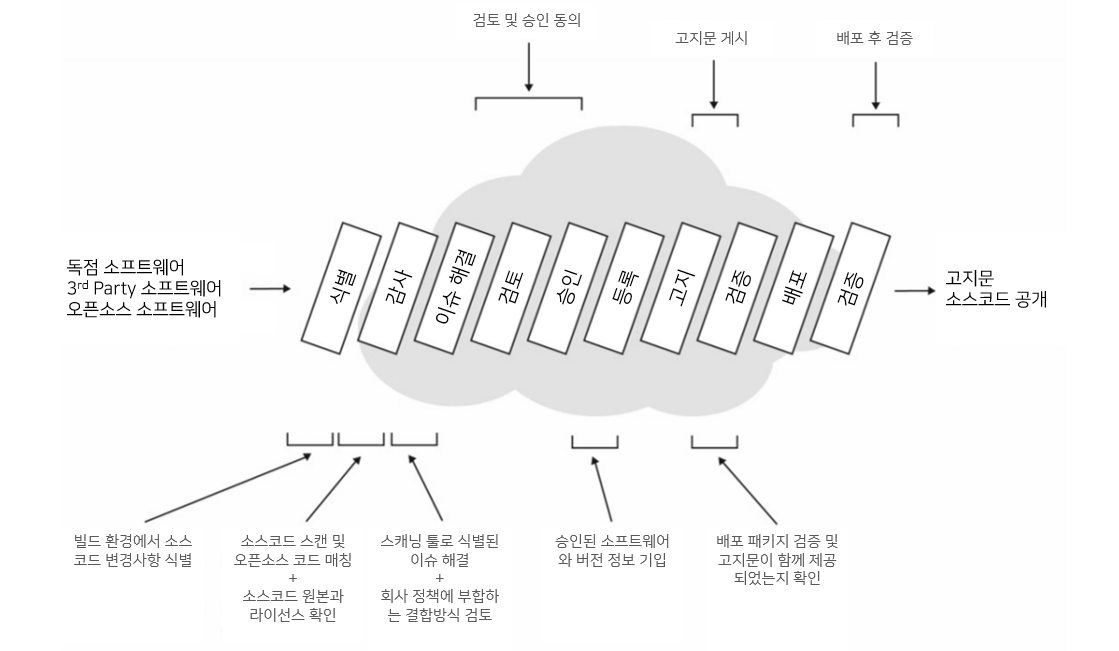 검토 및 승인 동의
고지문 게시
배포 후 검증
독점 소프트웨어
3rd Party 소프트웨어
오픈소스 소프트웨어
식별
감사
이슈 해결
검토
승인
등록
고지
검증
배포
검증
고지문
소스코드 공개
빌드 환경에서 소스
코드 변경사항 식별
소스코드 스캔 및
오픈소스 코드 매칭
+
소스코드 원본과
라이선스 확인
스캐닝 툴로 식별된
이슈 해결
+
회사 정책에 부합하
는 결합방식 검토
승인된 소프트웨어
와 버전 정보 기입
배포 패키지 검증 및
고지문이 함께 제공
되었는지 확인